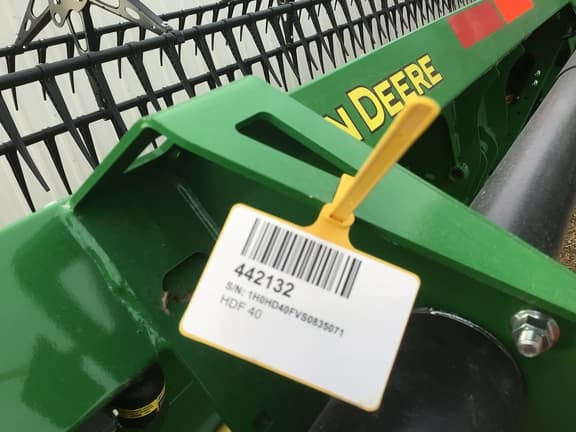 N DEERE
442132
S/N: 1H0HD40FVS0835071
HDF 40